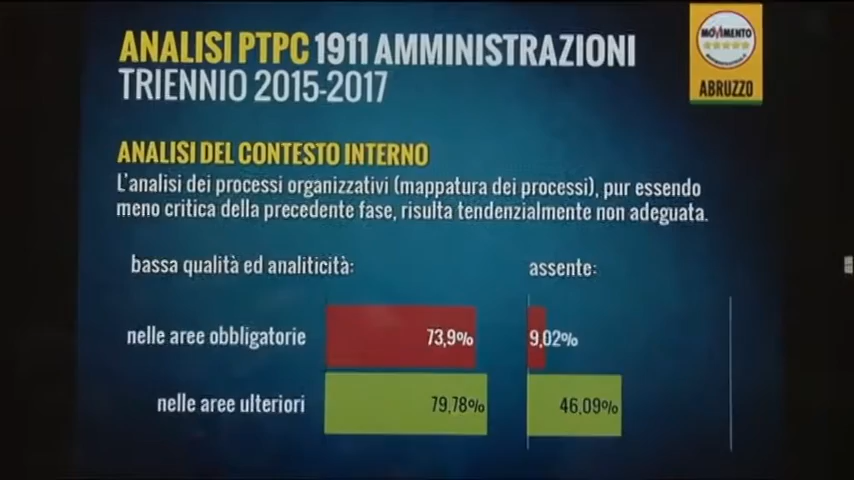 ANALISI PTPC 1911 AMMINISTRAZIONI
TRIENNIO 2015-2017
MOVIMENTO
ABRUZZO
ANALISI DEL CONTESTO INTERNO
L'analisi dei processi organizzativi (mappatura dei processi), pur essendo
meno critica della precedente fase, risulta tendenzialmente non adeguata.
bassa qualità ed analiticità:
assente:
nelle aree obbligatorie
73,9%
9,02%
nelle aree ulteriori
79,78%
46,09%